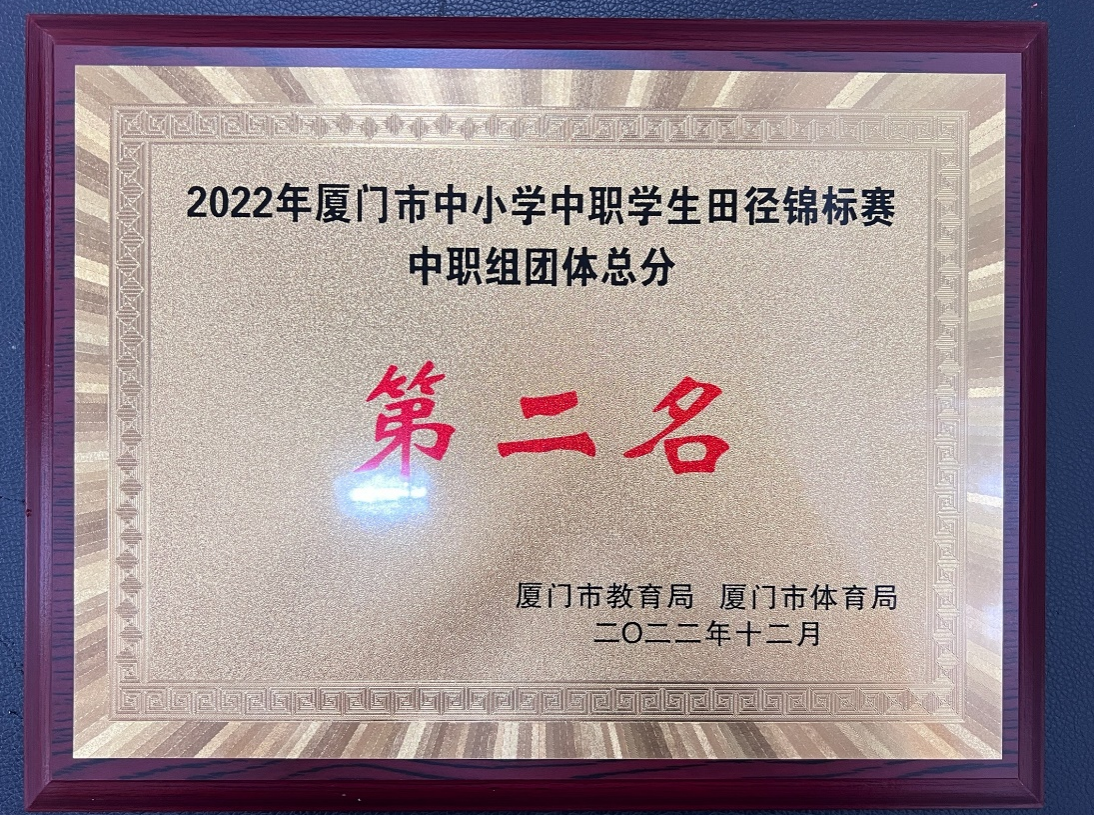 2022年厦门市中小学中职学生田径锦标赛
中职组团体总分
第二名
厦门市教育局 厦门市体育局
二〇二二年十二月